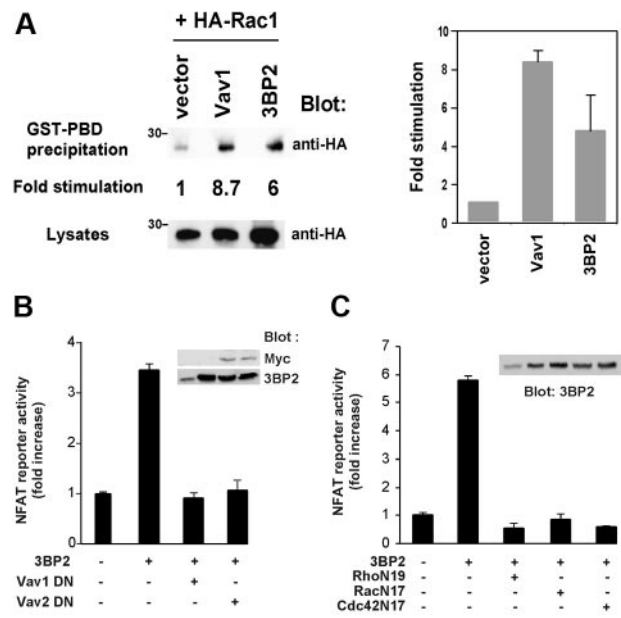 A
+ HA-Rac1
vector
Vav1
3BP2
Blot:
GST-PBD
precipitation
30-
anti-HA
Fold stimulation 1 8.7 6
30-
Lysates
anti-HA
Fold stimulation
10
8
6
4
2
0
vector
Vav1
3BP2
B
NFAT reporter activity
(fold increase)
4
3
2
1
0
Blot :
Myc
3BP2
3BP2 - + + +
Vav1 DN - - + -
Vav2 DN - - - +
C
NFAT reporter activity
(fold increase)
7
6
5
4
3
2
1
0
Blot: 3BP2
3BP2 - + + + +
RhoN19 - - + - -
RacN17 - - - + -
Cdc42N17 - - - - +